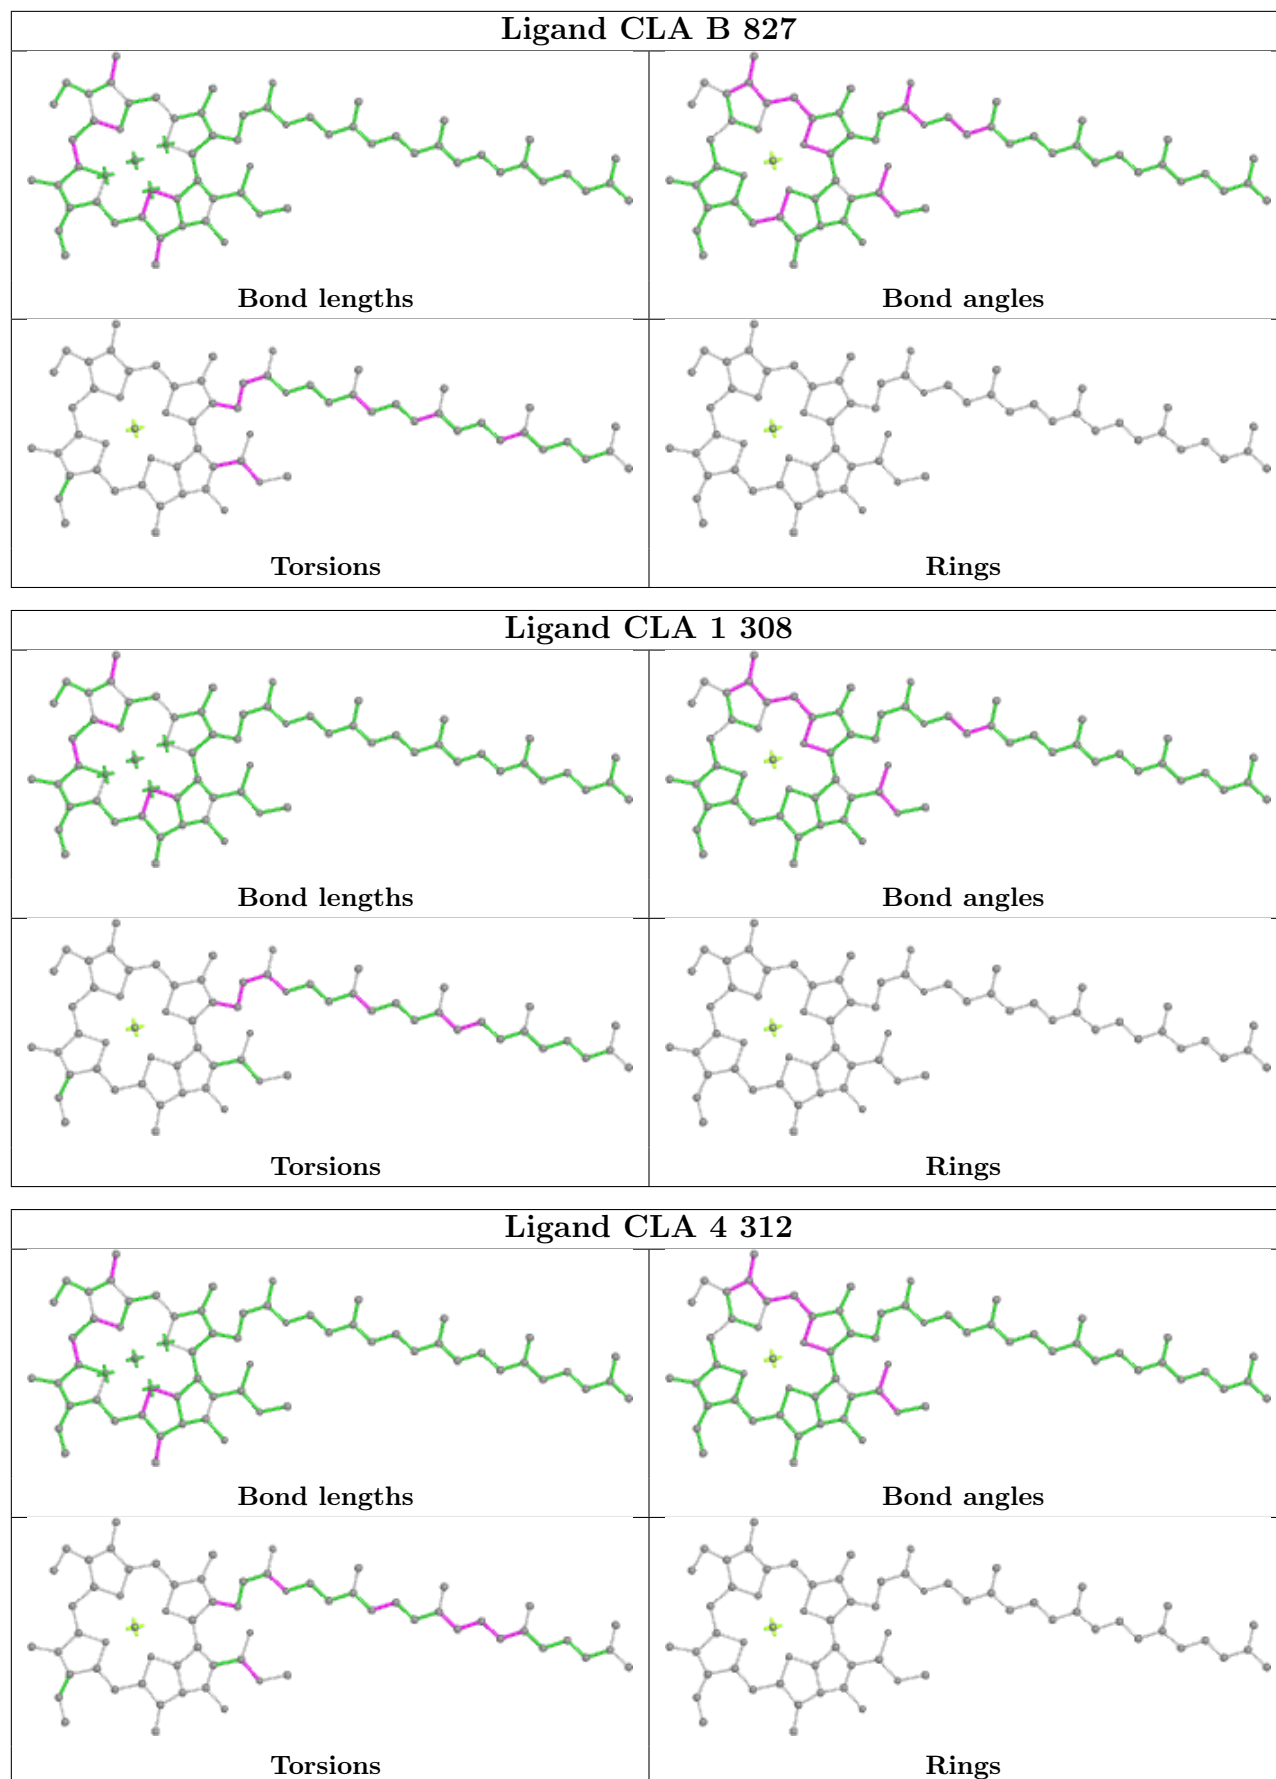 Ligand CLA B 827
Bond lengths
Bond angles
Torsions
Rings
Ligand CLA 1 308
Bond lengths
Bond angles
Torsions
Rings
Ligand CLA 4 312
Bond lengths
Bond angles
Torsions
Rings